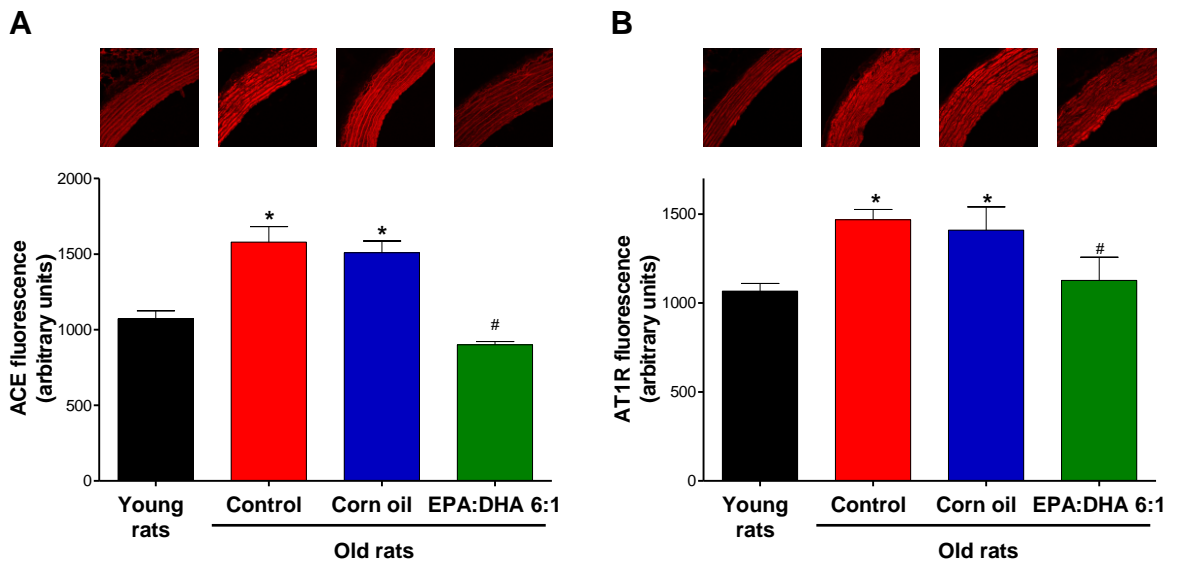 A
ACE fluorescence
(arbitrary units)
2000
1500
1000
500
0
*
*
#
Young
rats
Control
Corn oil
EPA:DHA 6:1
Old rats
B
AT1R fluorescence
(arbitrary units)
1500
1000
500
0
*
*
#
Young
rats
Control
Corn oil
EPA:DHA 6:1
Old rats